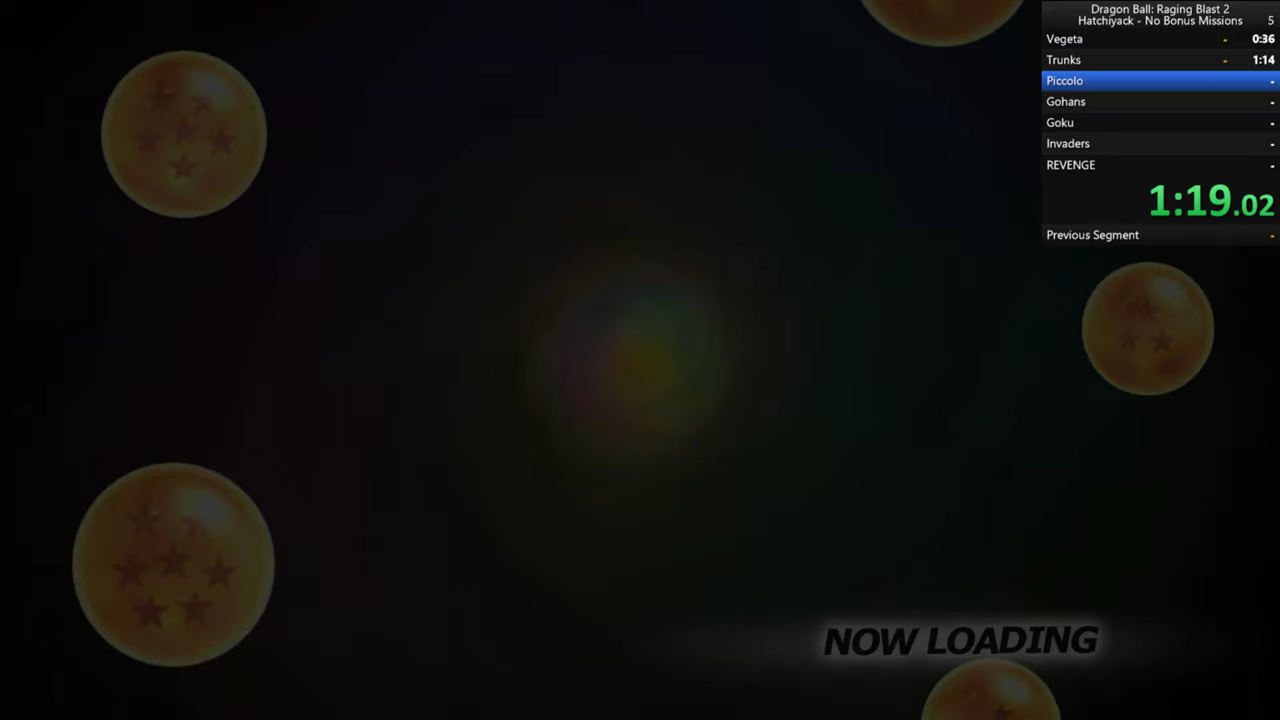 Dragon Ball: Raging Blast 2
Hatchiyack - No Bonus Missions 5
Vegeta - 0:36
Trunks - 1:14
Piccolo -
Gohans -
Goku -
Invaders -
REVENGE -
1:19.02
Previous Segment -
NOW LOADING